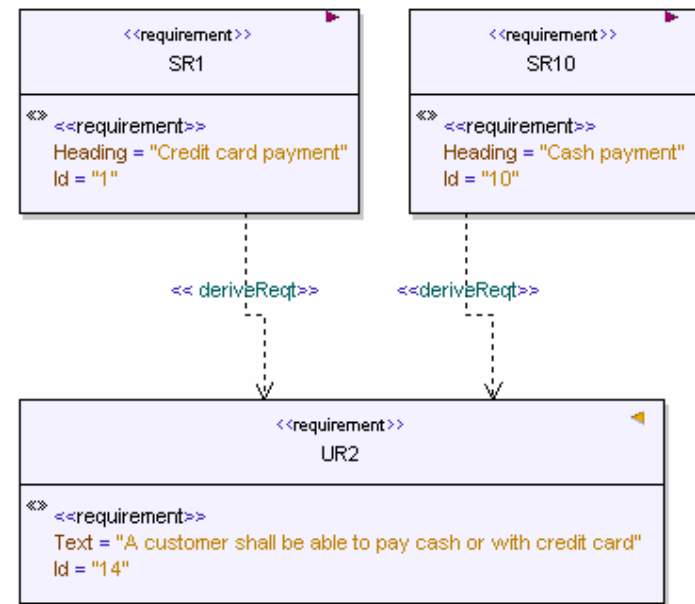 <<requirement>>
SR1
<<requirement>>
Heading = "Credit card payment"
Id = "1"
<<requirement>>
SR10
<<requirement>>
Heading = "Cash payment"
Id = "10"
<< deriveReqt>>
<<deriveReqt>>
<<requirement>>
UR2
<<requirement>>
Text = "A customer shall be able to pay cash or with credit card"
Id = "14"